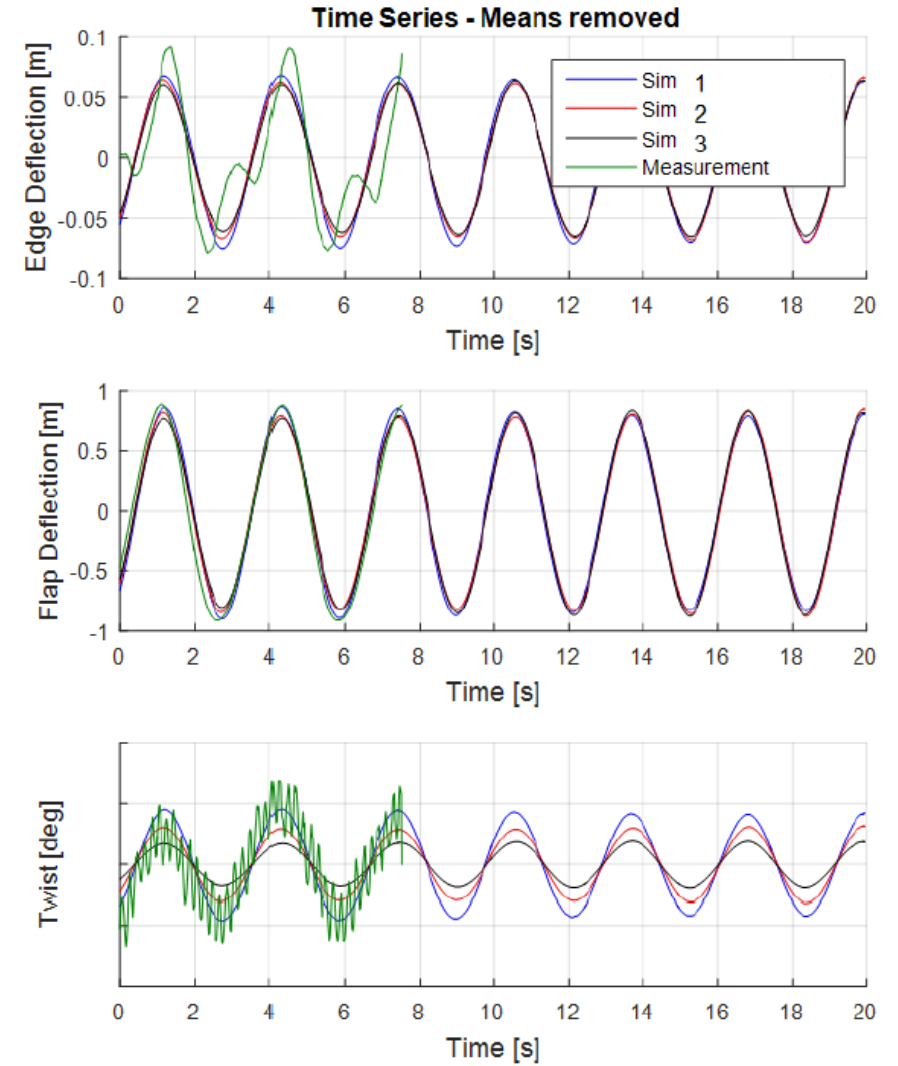 Time Series - Means removed
0.1
0.05
0
-0.05
-0.1
Edge Deflection [m]
Sim 1
Sim 2
Sim 3
Measurement
0 2 4 6 8 10 12 14 16 18 20
Time [s]
1
0.5
0
-0.5
-1
Flap Deflection [m]
0 2 4 6 8 10 12 14 16 18 20
Time [s]
Twist [deg]
0 2 4 6 8 10 12 14 16 18 20
Time [s]